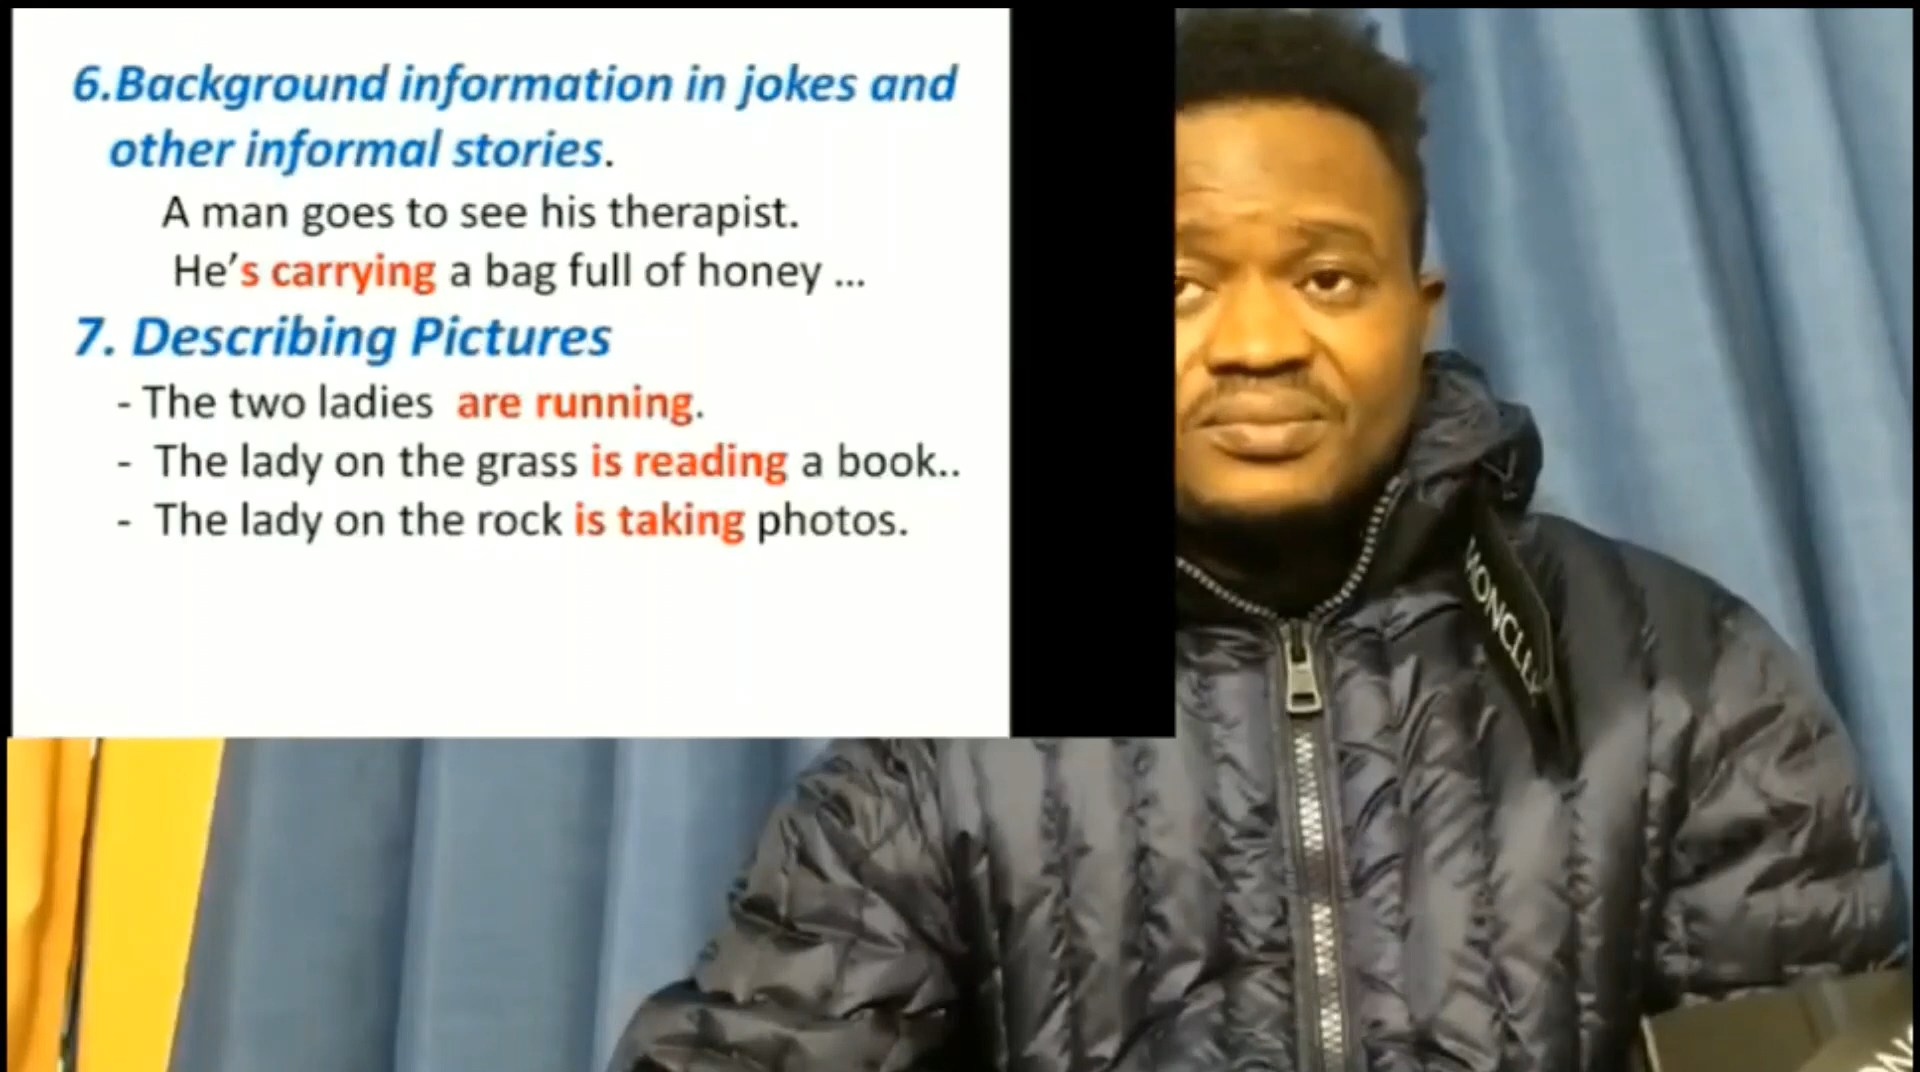 6.Background information in jokes and
other informal stories.
A man goes to see his therapist.
He’s carrying a bag full of honey ...
7. Describing Pictures
- The two ladies are running.
- The lady on the grass is reading a book..
- The lady on the rock is taking photos.